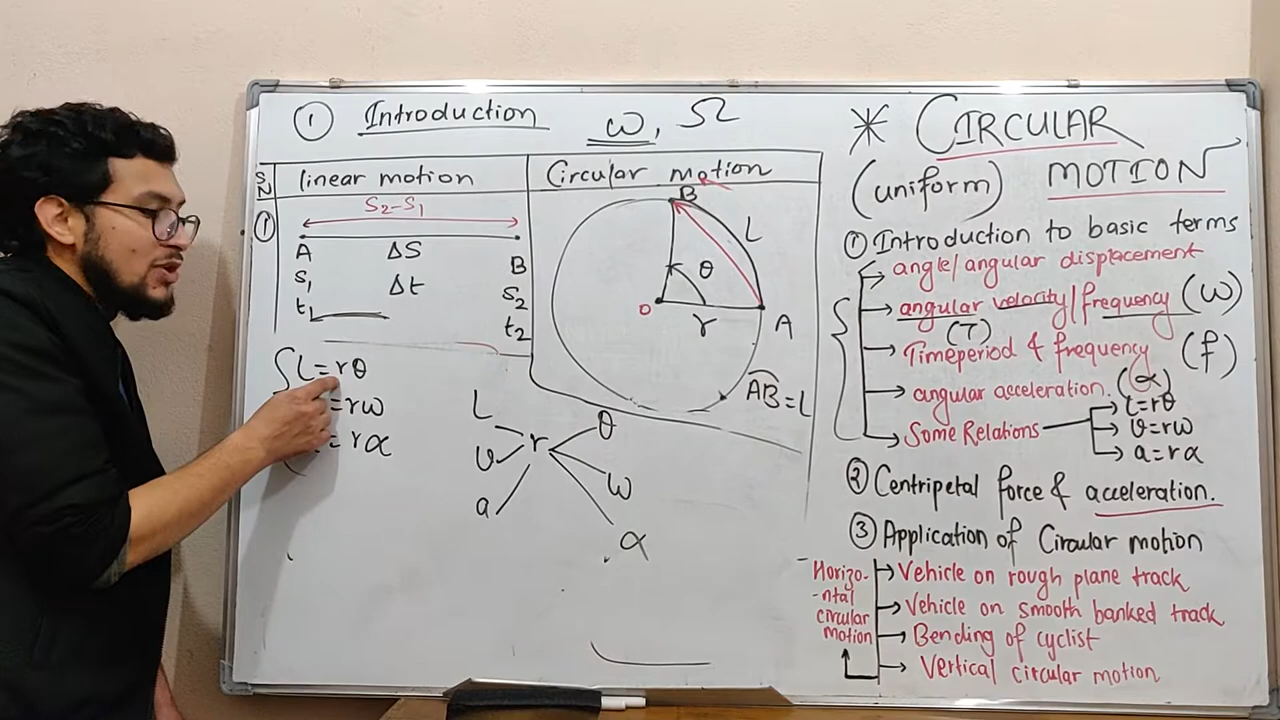 ① Introduction
ω, Ω
SN
linear motion
Circular motion
①
S₂-S₁
A ΔS B
S₁ Δt S₂
t₁ t₂
B
L
θ
O
r
A
AB͡=L
L=rθ
=rω
=rα
L
v
a
r
θ
ω
α
* CIRCULAR
(uniform) MOTION
① Introduction to basic terms
→ angle/angular displacement
→ angular velocity/frequency (ω)
(T)
→ Timeperiod & frequency (f)
→ angular acceleration. (α)
→ Some Relations
→ L=rθ
→ v=rω
→ a=rα
② Centripetal force & acceleration.
③ Application of Circular motion
Horizo-
-ntal
circular
motion
→ Vehicle on rough plane track
→ Vehicle on smooth banked track
→ Bending of cyclist
→ Vertical circular motion